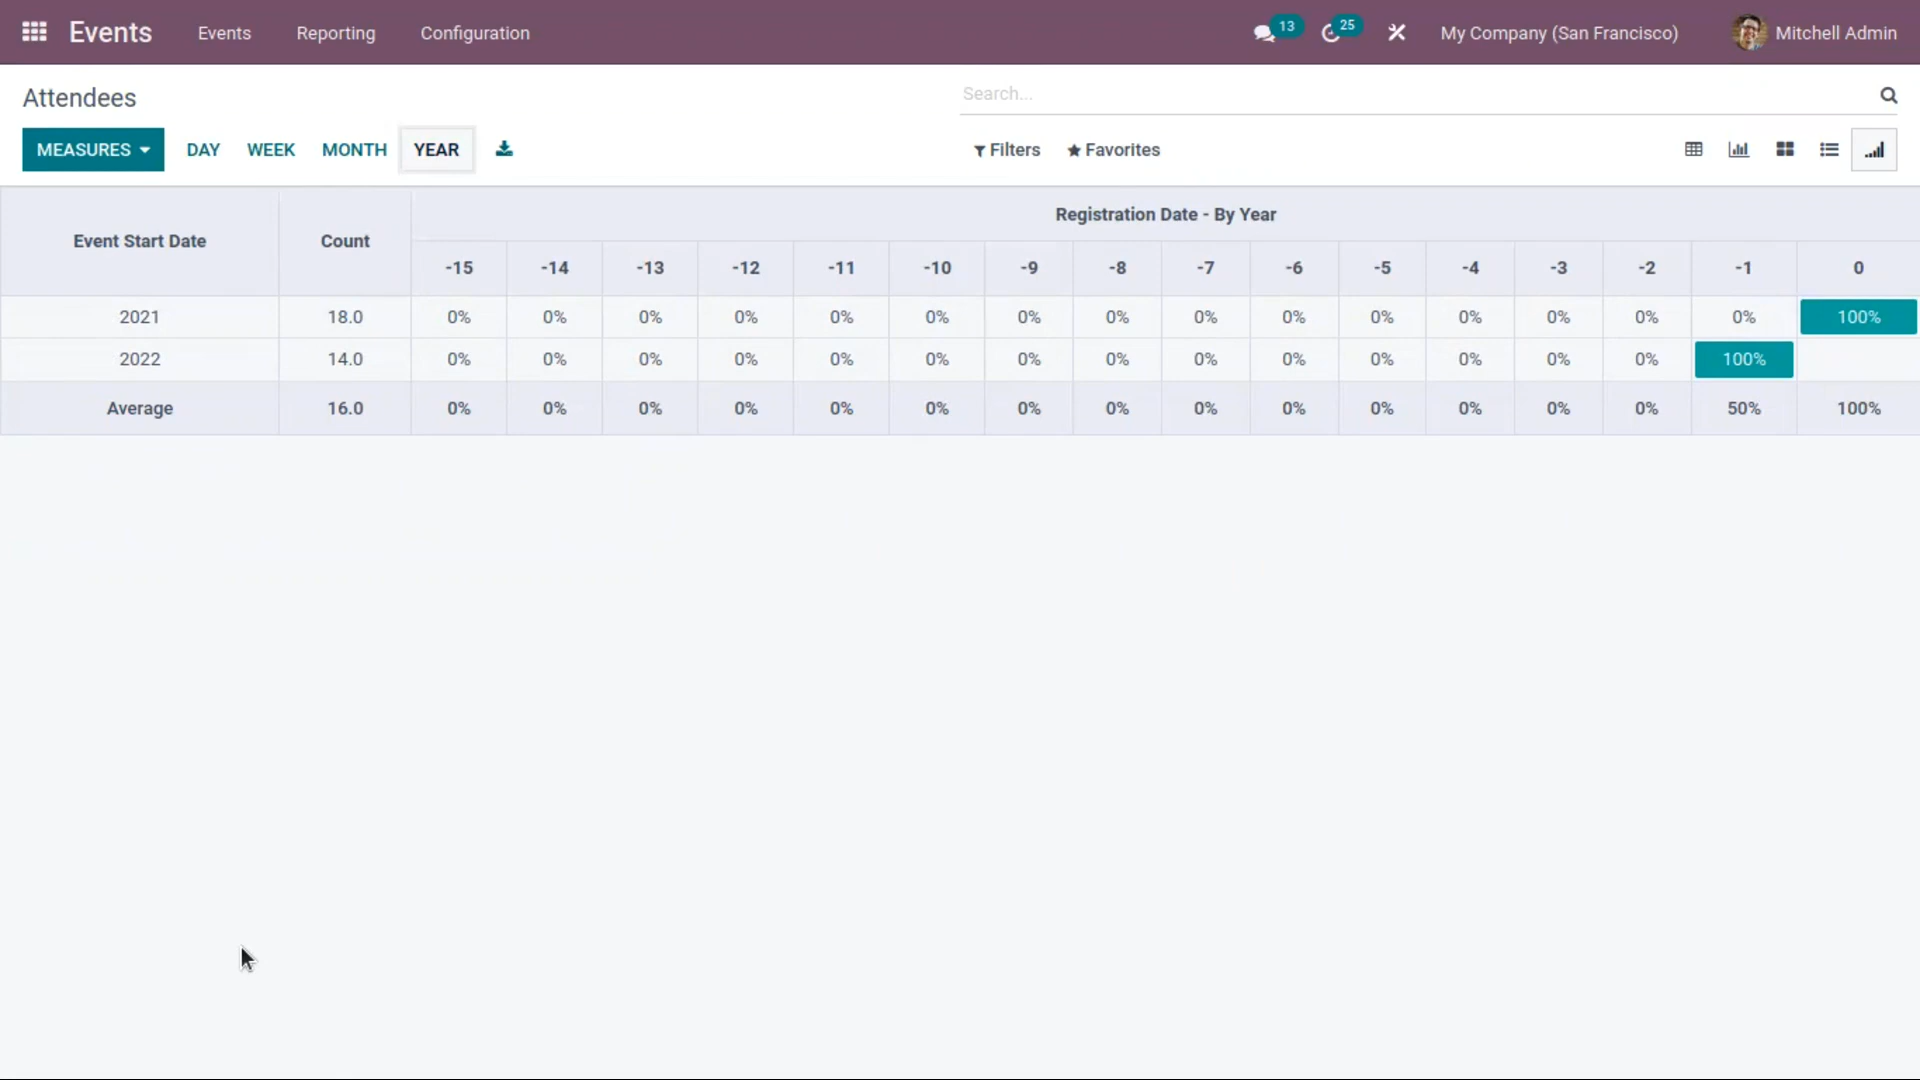 Events Events Reporting Configuration 13 25 My Company (San Francisco) Mitchell Admin
Attendees Search...
MEASURES DAY WEEK MONTH YEAR Filters Favorites
Event Start Date Count Registration Date - By Year
-15 -14 -13 -12 -11 -10 -9 -8 -7 -6 -5 -4 -3 -2 -1 0
2021 18.0 0% 0% 0% 0% 0% 0% 0% 0% 0% 0% 0% 0% 0% 0% 0% 100%
2022 14.0 0% 0% 0% 0% 0% 0% 0% 0% 0% 0% 0% 0% 0% 0% 100%
Average 16.0 0% 0% 0% 0% 0% 0% 0% 0% 0% 0% 0% 0% 0% 0% 50% 100%